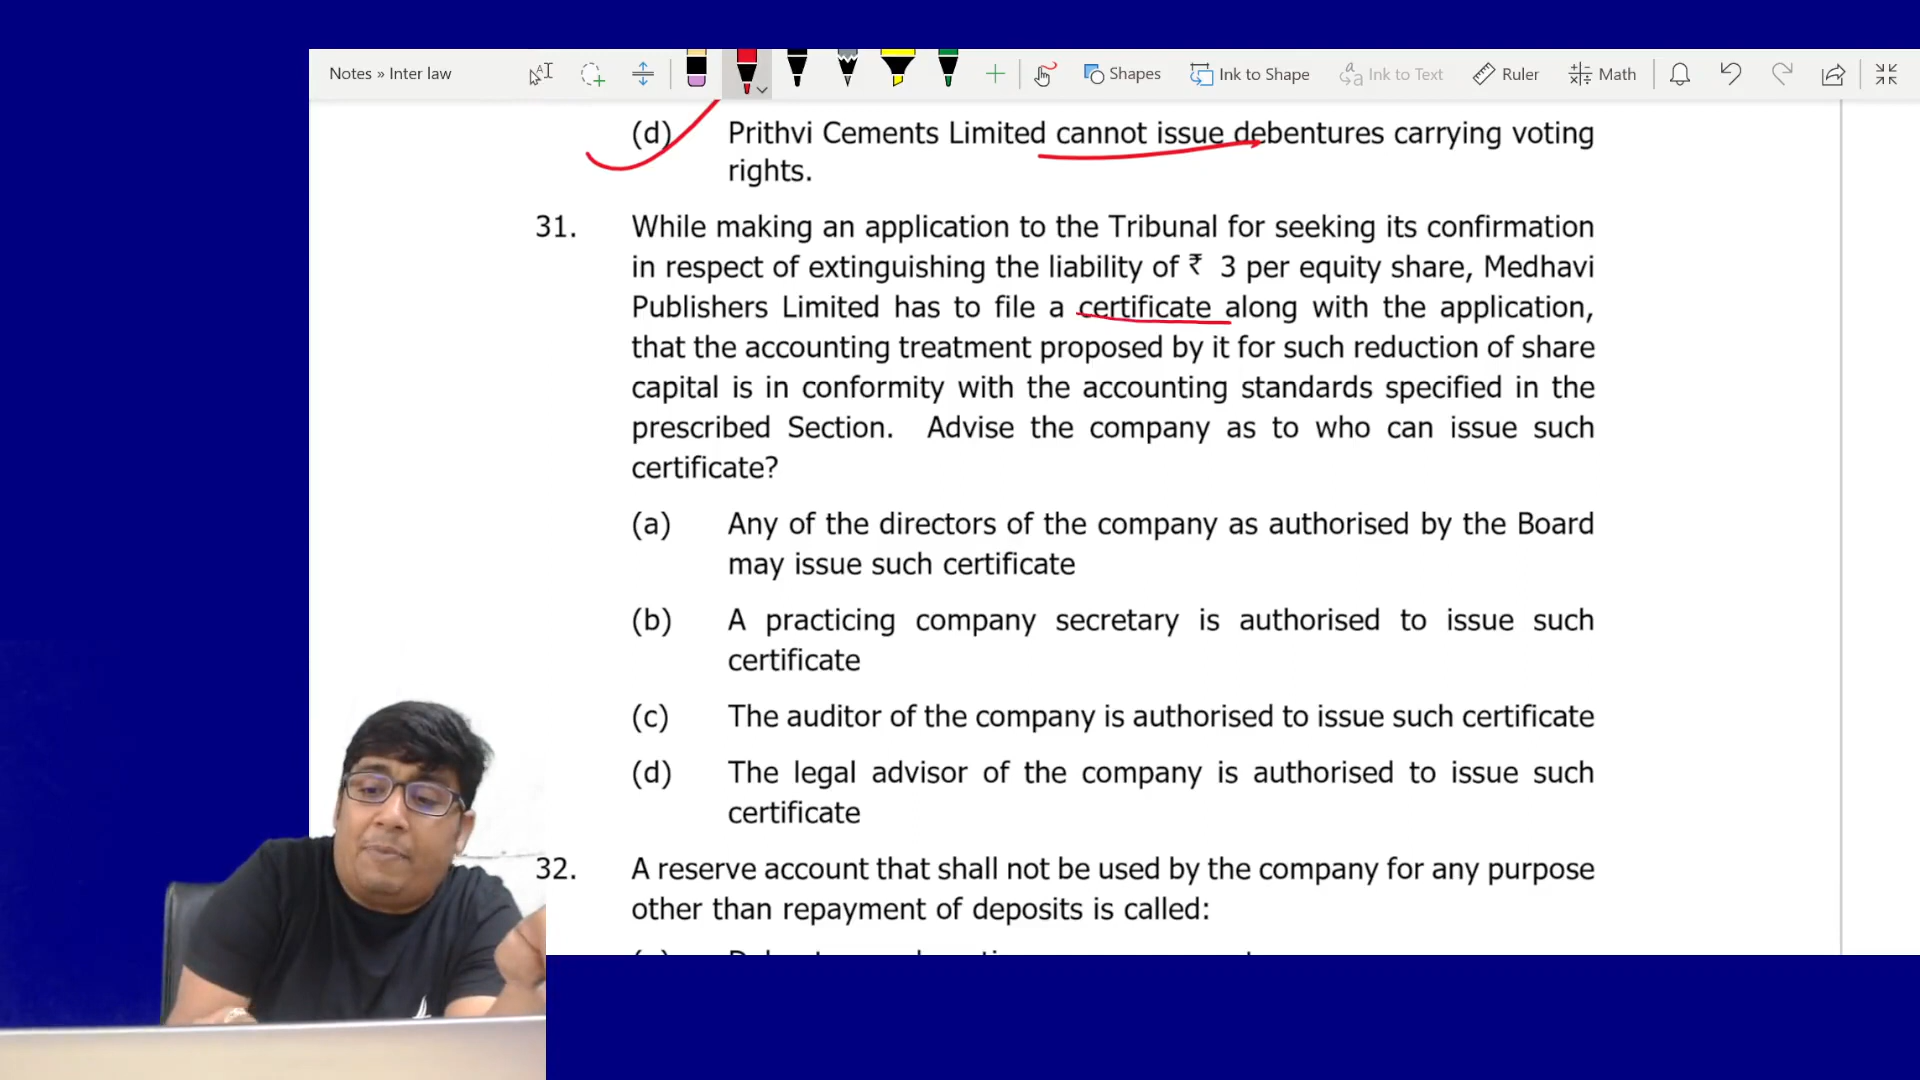 Notes » Inter law
Shapes
Ink to Shape
Ink to Text
Ruler
Math
(d) Prithvi Cements Limited cannot issue debentures carrying voting
rights.
31. While making an application to the Tribunal for seeking its confirmation
in respect of extinguishing the liability of ₹ 3 per equity share, Medhavi
Publishers Limited has to file a certificate along with the application,
that the accounting treatment proposed by it for such reduction of share
capital is in conformity with the accounting standards specified in the
prescribed Section. Advise the company as to who can issue such
certificate?
(a) Any of the directors of the company as authorised by the Board
may issue such certificate
(b) A practicing company secretary is authorised to issue such
certificate
(c) The auditor of the company is authorised to issue such certificate
(d) The legal advisor of the company is authorised to issue such
certificate
32. A reserve account that shall not be used by the company for any purpose
other than repayment of deposits is called: